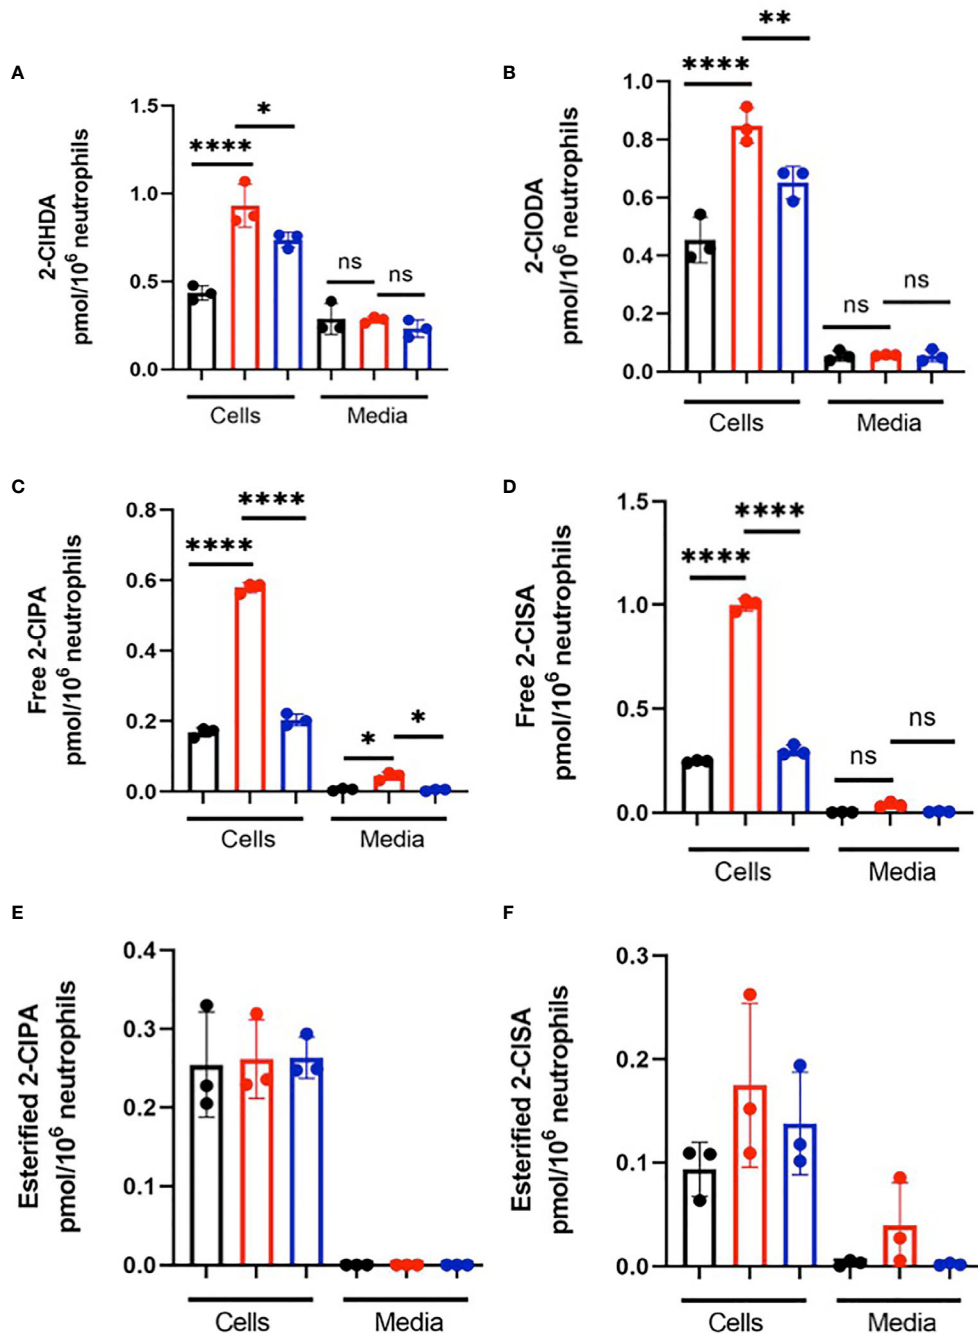 A
2-ClHDA
pmol/10⁶ neutrophils
1.5
1.0
0.5
0.0
****
*
ns
ns
Cells
Media
B
2-ClODA
pmol/10⁶ neutrophils
1.0
0.8
0.6
0.4
0.2
0.0
**
****
ns
ns
Cells
Media
C
Free 2-ClPA
pmol/10⁶ neutrophils
0.8
0.6
0.4
0.2
0.0
****
****
*
*
Cells
Media
D
Free 2-ClSA
pmol/10⁶ neutrophils
1.5
1.0
0.5
0.0
****
****
ns
ns
Cells
Media
E
Esterified 2-ClPA
pmol/10⁶ neutrophils
0.4
0.3
0.2
0.1
0.0
Cells
Media
F
Esterified 2-ClSA
pmol/10⁶ neutrophils
0.3
0.2
0.1
0.0
Cells
Media